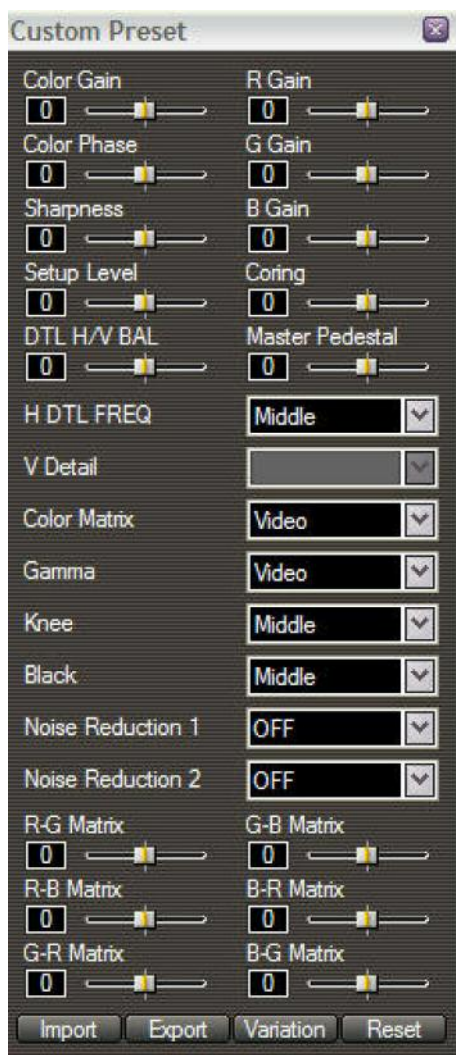 Custom Preset
Color Gain R Gain
0 0
Color Phase G Gain
0 0
Sharpness B Gain
0 0
Setup Level Coring
0 0
DTL H/V BAL Master Pedestal
0 0
H DTL FREQ Middle
V Detail
Color Matrix Video
Gamma Video
Knee Middle
Black Middle
Noise Reduction 1 OFF
Noise Reduction 2 OFF
R-G Matrix G-B Matrix
0 0
R-B Matrix B-R Matrix
0 0
G-R Matrix B-G Matrix
0 0
Import Export Variation Reset